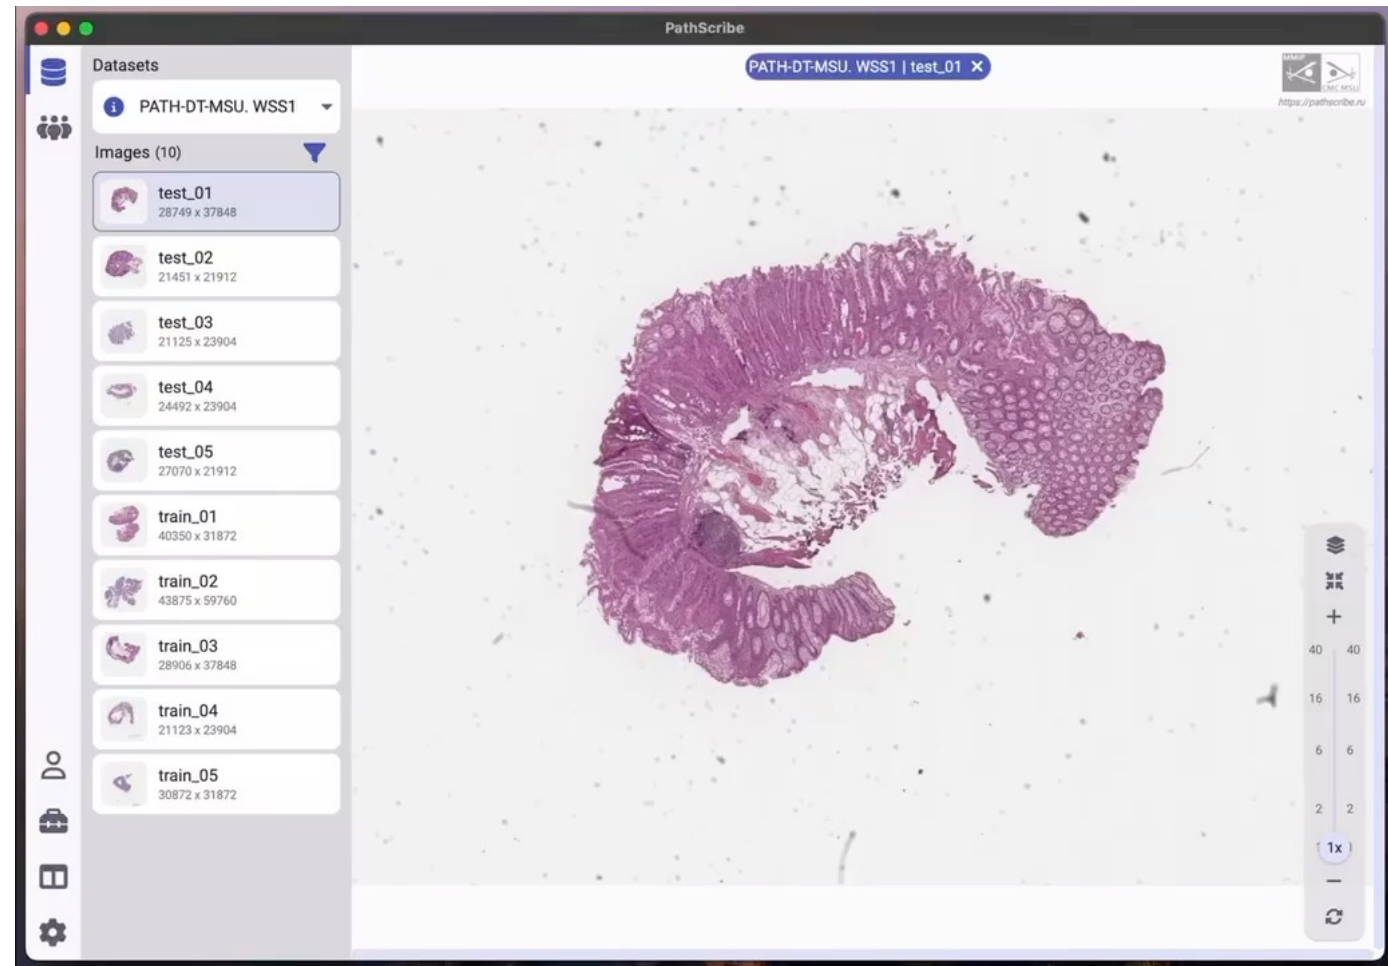 PathScribe
Datasets
PATH-DT-MSU. WSS1
Images (10)
test_01
28749 x 37848
test_02
21451 x 21912
test_03
21125 x 23904
test_04
24492 x 23904
test_05
27070 x 21912
train_01
40350 x 31872
train_02
43875 x 59760
train_03
28906 x 37848
train_04
21123 x 23904
train_05
30872 x 31872
PATH-DT-MSU. WSS1 | test_01 ×
CMC MSU
https://pathscribe.ru
40 40
16 16
6 6
2 2
1x